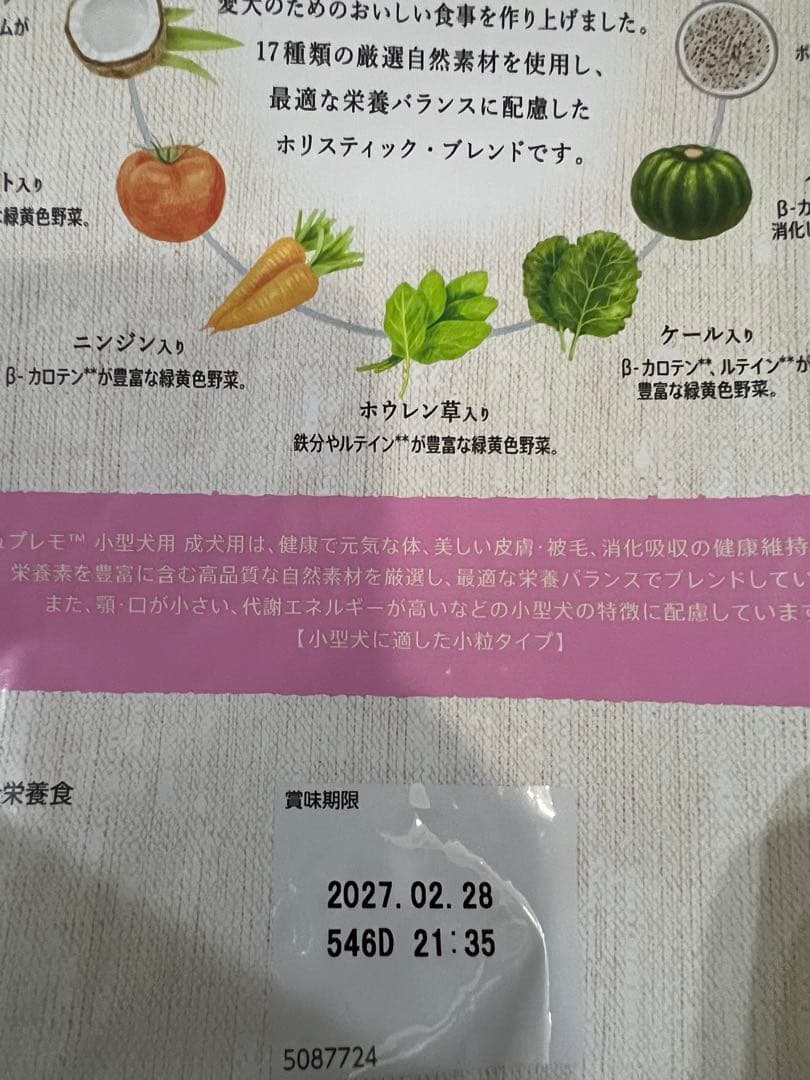 ムが
愛犬のためのおいしい食事を作り上げました。
17種類の厳選自然素材を使用し、
最適な栄養バランスに配慮した
ホリスティック・ブレンドです。
ト入り
緑黄色野菜。
β-カ
消化
ニンジン入り
β-カロテン**が豊富な緑黄色野菜。
ケール入り
β-カロテン**、ルテイン**が
豊富な緑黄色野菜。
ホウレン草入り
鉄分やルテイン**が豊富な緑黄色野菜。
プレモ™ 小型犬用 成犬用は、健康で元気な体、美しい皮膚・被毛、消化吸収の健康維持
栄養素を豊富に含む高品質な自然素材を厳選し、最適な栄養バランスでブレンドしてい
また、顎・口が小さい、代謝エネルギーが高いなどの小型犬の特徴に配慮しています
【小型犬に適した小粒タイプ】
栄養食
賞味期限
2027.02.28
546D 21:35
5087724